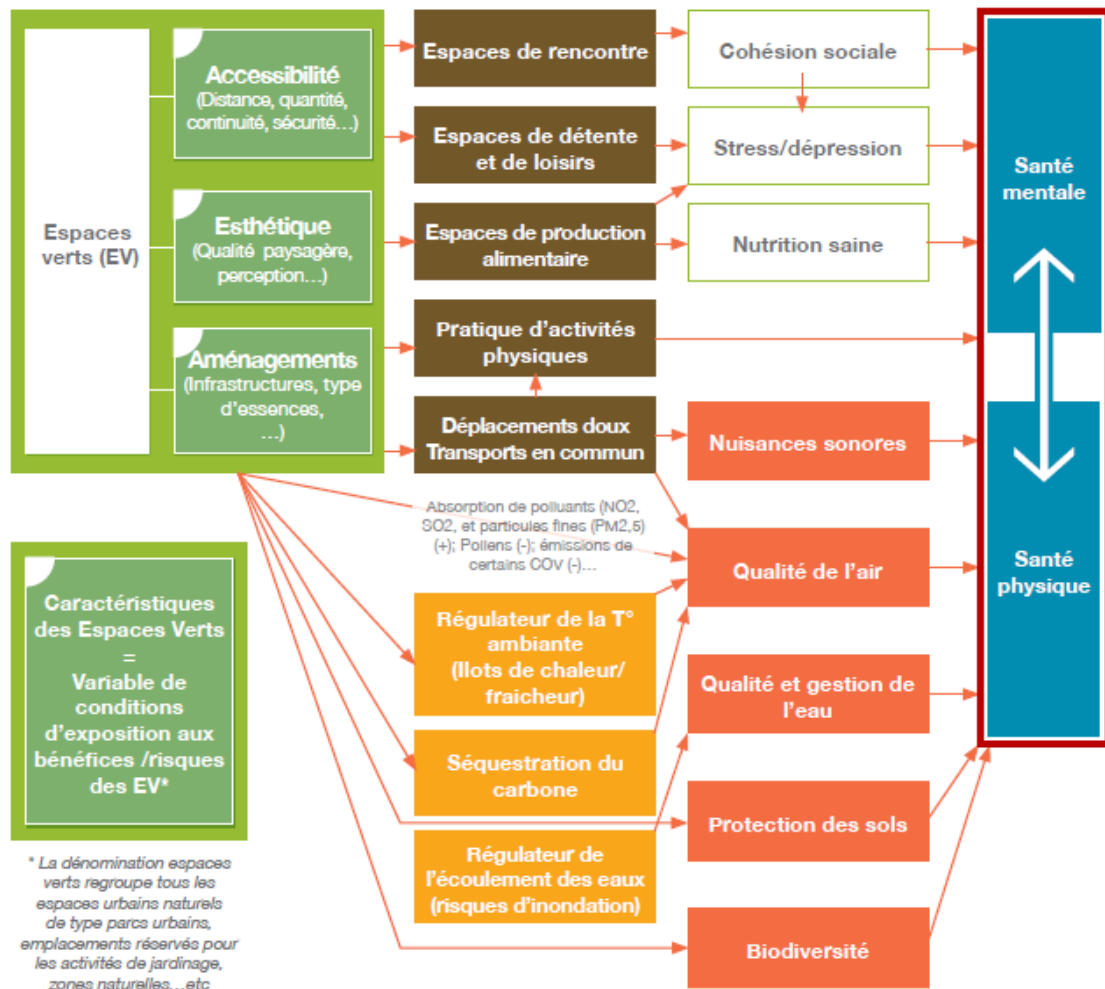 Espaces
verts (EV)
Accessibilité
(Distance, quantité,
continuité, sécurité…)
Esthétique
(Qualité paysagère,
perception…)
Aménagements
(Infrastructures, type
d’essences,
…)
Espaces de rencontre
Espaces de détente
et de loisirs
Espaces de production
alimentaire
Pratique d’activités
physiques
Déplacements doux
Transports en commun
Cohésion sociale
Stress/dépression
Nutrition saine
Nuisances sonores
Absorption de polluants (NO2,
SO2, et particules fines (PM2,5)
(+); Pollens (-); émissions de
certains COV (-)…
Qualité de l’air
Régulateur de la T°
ambiante
(Ilots de chaleur/
fraicheur)
Qualité et gestion de
l’eau
Séquestration du
carbone
Protection des sols
Régulateur de
l’écoulement des eaux
(risques d’inondation)
Biodiversité
Santé
mentale
Santé
physique
Caractéristiques
des Espaces Verts
=
Variable de
conditions
d’exposition aux
bénéfices /risques
des EV*
* La dénomination espaces
verts regroupe tous les
espaces urbains naturels
de type parcs urbains,
emplacements réservés pour
les activités de jardinage,
zones naturelles…etc